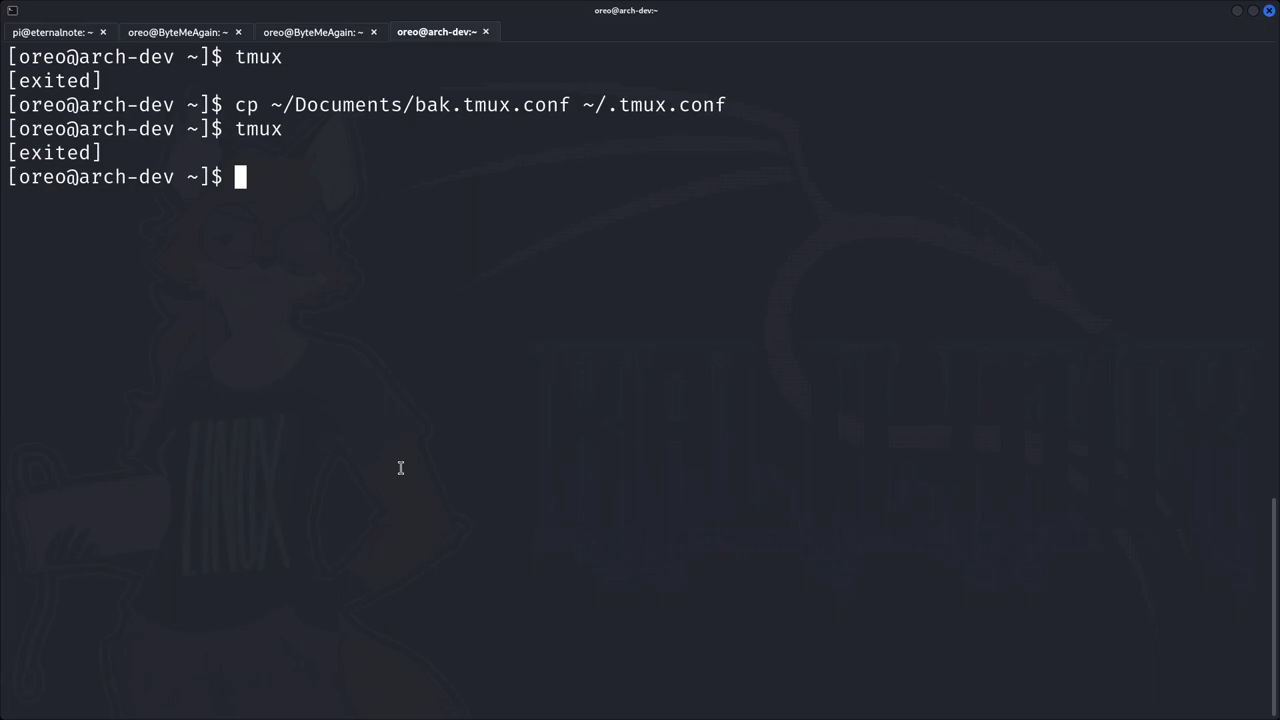 oreo@arch-dev:~
pi@eternalnote: ~ × oreo@ByteMeAgain: ~ × oreo@ByteMeAgain: ~ × oreo@arch-dev:~ ×
[oreo@arch-dev ~]$ tmux
[exited]
[oreo@arch-dev ~]$ cp ~/Documents/bak.tmux.conf ~/.tmux.conf
[oreo@arch-dev ~]$ tmux
[exited]
[oreo@arch-dev ~]$
LINUX